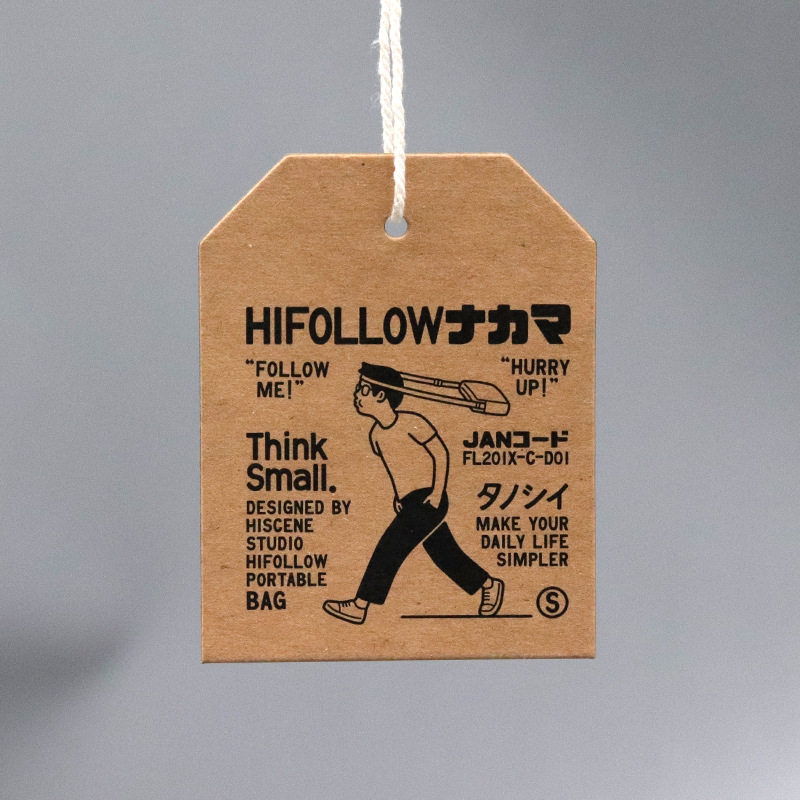 HIFOLLOWナカマ
“FOLLOW
ME!”
“HURRY
UP!”
Think
Small.
DESIGNED BY
HISCENE
STUDIO
HIFOLLOW
PORTABLE
BAG
JANコード
FL201X-C-D01
タノシイ
MAKE YOUR
DAILY LIFE
SIMPLER
S